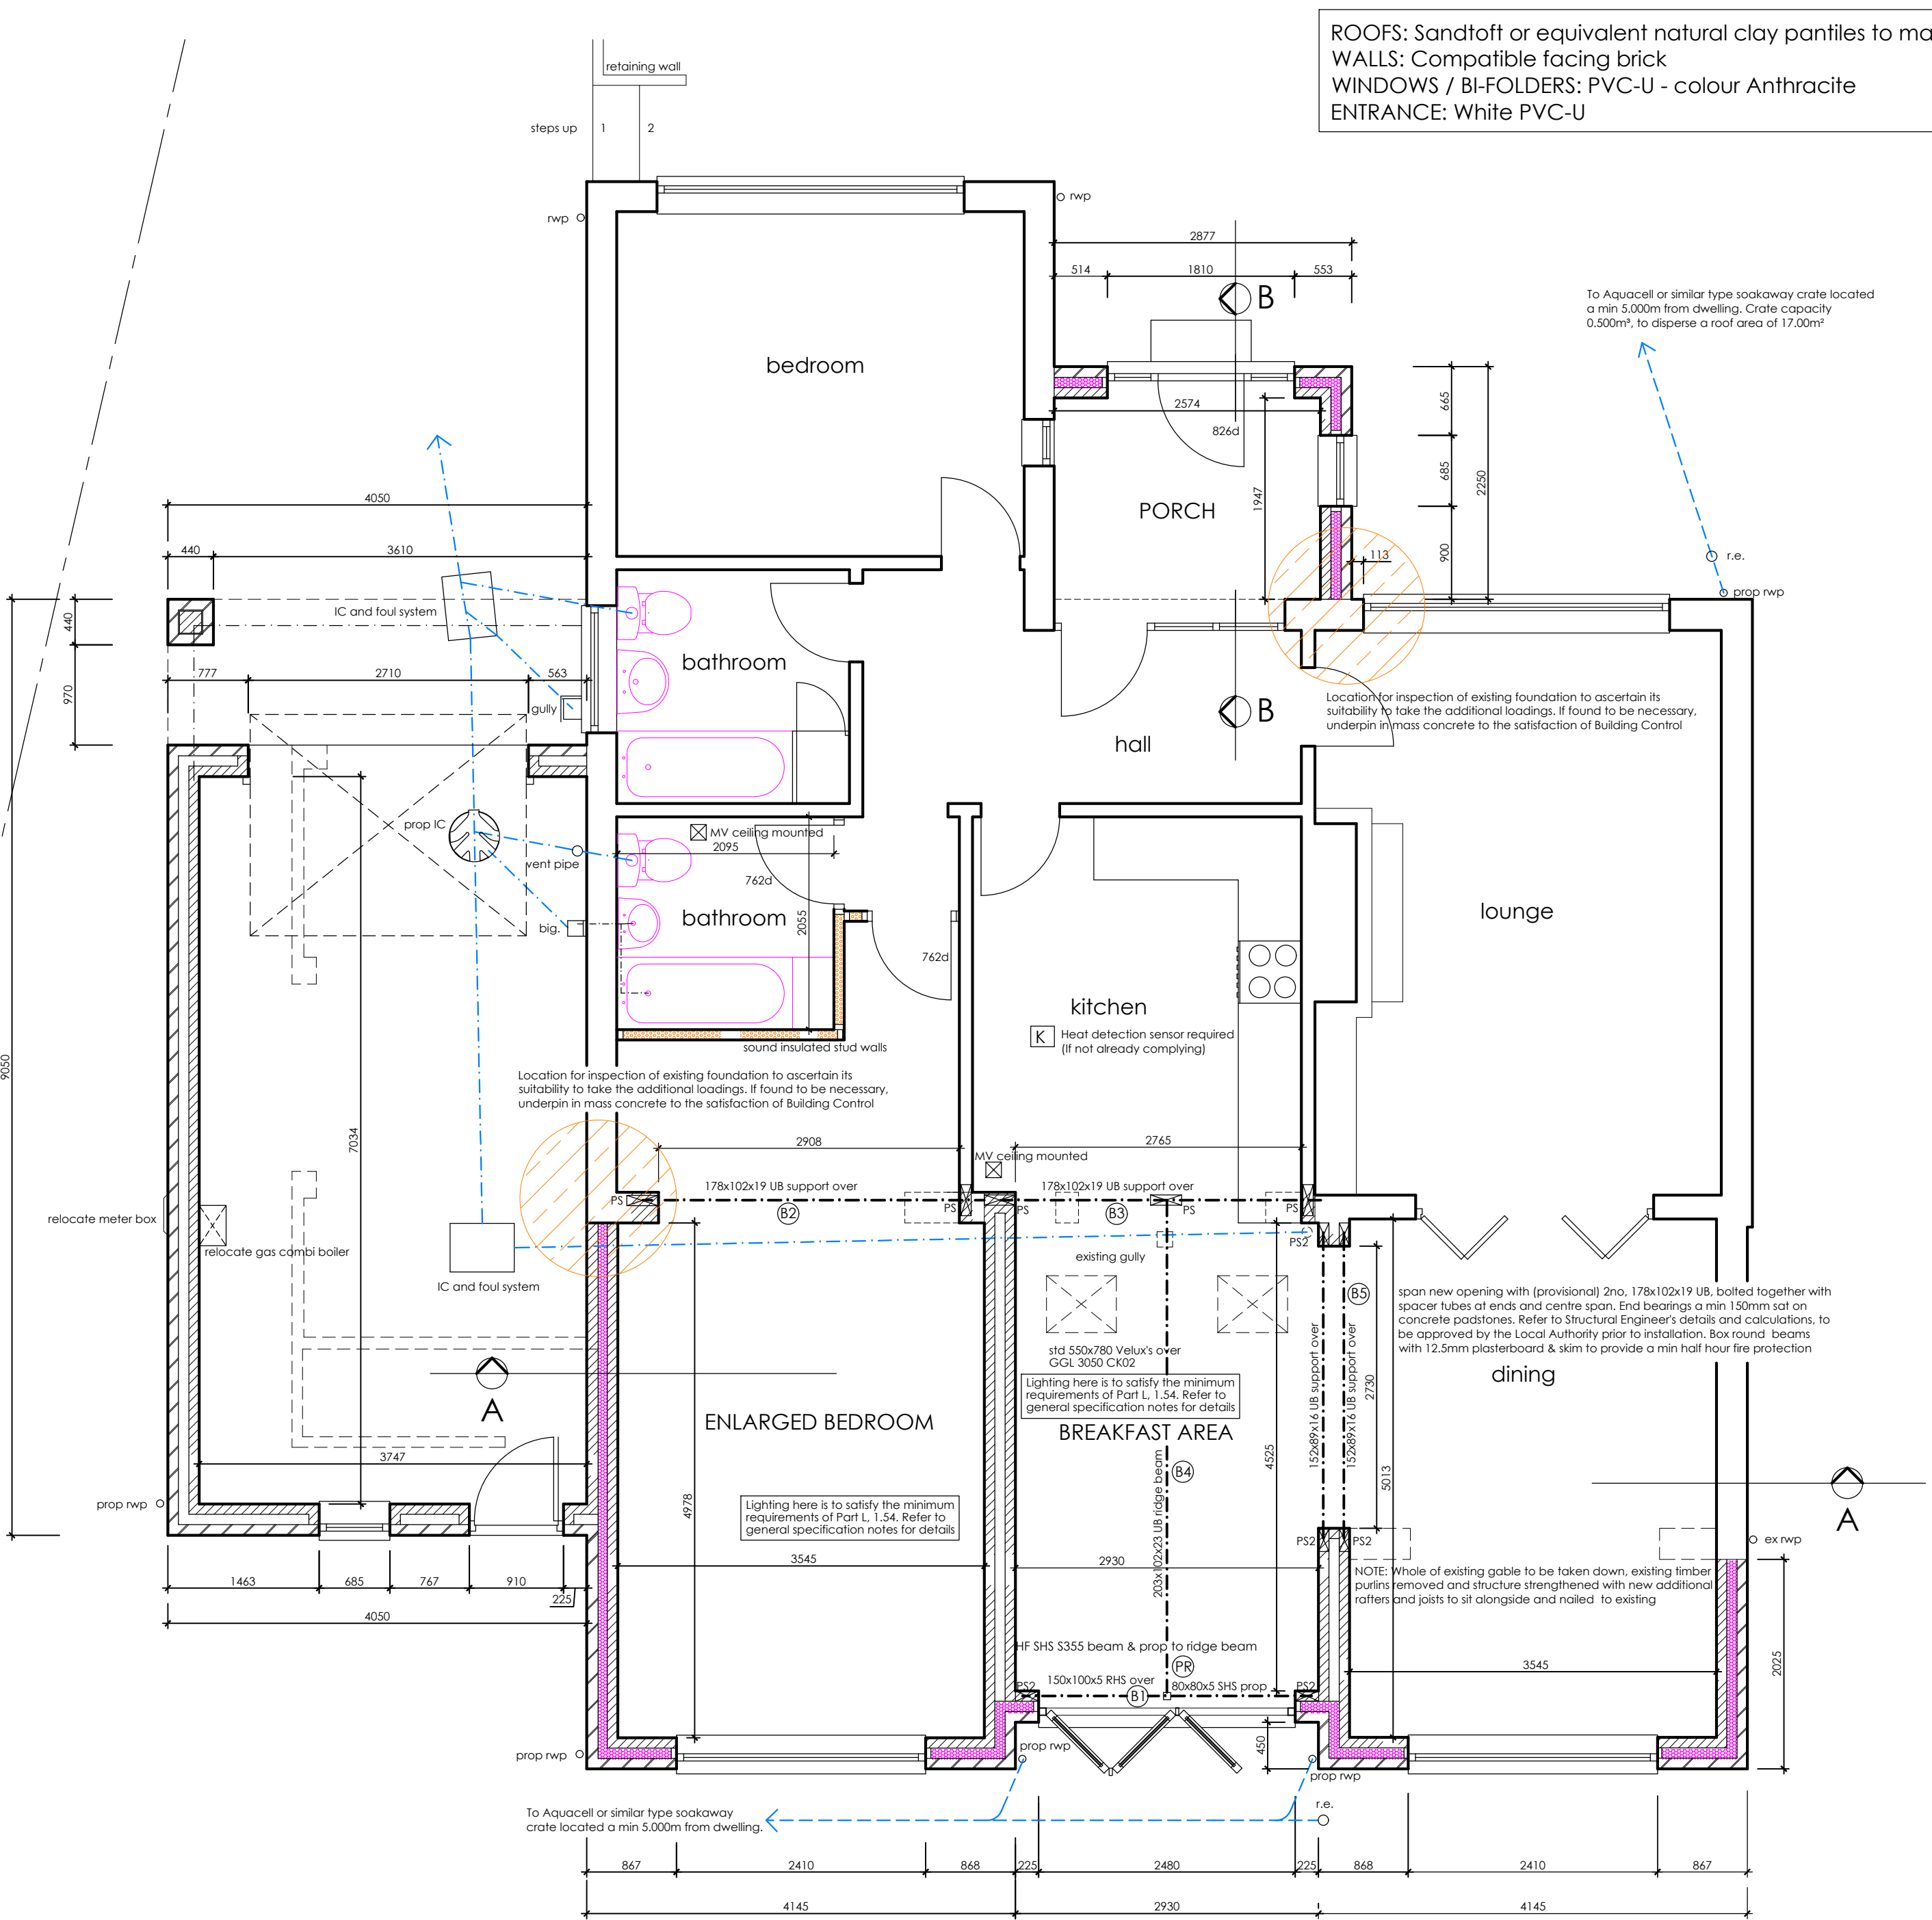 ROOFS: Sandtoft or equivalent natural clay pantiles to ma
WALLS: Compatible facing brick
WINDOWS / BI-FOLDERS: PVC-U - colour Anthracite
ENTRANCE: White PVC-U
retaining wall
steps up 1 2
rwp
rwp
2877
514 1810 553
B
To Aquacell or similar type soakaway crate located
a min 5.000m from dwelling. Crate capacity
0.500m³, to disperse a roof area of 17.00m²
bedroom
2574
826d
1947
PORCH
665
685
900
2250
113
r.e.
prop rwp
4050
440 3610
IC and foul system
440
970
9050
777 2710 563
gully
bathroom
B
hall
Location for inspection of existing foundation to ascertain its
suitability to take the additional loadings. If found to be necessary,
underpin in mass concrete to the satisfaction of Building Control
prop IC
vent pipe
big.
MV ceiling mounted
2095
762d
bathroom
2055
762d
sound insulated stud walls
lounge
kitchen
K Heat detection sensor required
(If not already complying)
Location for inspection of existing foundation to ascertain its
suitability to take the additional loadings. If found to be necessary,
underpin in mass concrete to the satisfaction of Building Control
7034
2908
2765
MV ceiling mounted
178x102x19 UB support over
178x102x19 UB support over
PS
B2
PS
PS
B3
PS
PS
PS2
relocate meter box
x
relocate gas combi boiler
IC and foul system
existing gully
B5
span new opening with (provisional) 2no, 178x102x19 UB, bolted together with
spacer tubes at ends and centre span. End bearings a min 150mm sat on
concrete padstones. Refer to Structural Engineer's details and calculations, to
be approved by the Local Authority prior to installation. Box round beams
with 12.5mm plasterboard & skim to provide a min half hour fire protection
dining
std 550x780 Velux's over
GGL 3050 CK02
Lighting here is to satisfy the minimum
requirements of Part L, 1.54. Refer to
general specification notes for details
BREAKFAST AREA
152x89x16 UB support over
152x89x16 UB support over
2730
5013
4525
203x102x23 UB ridge beam
B4
A
ENLARGED BEDROOM
3747
4978
Lighting here is to satisfy the minimum
requirements of Part L, 1.54. Refer to
general specification notes for details
prop rwp
A
ex rwp
PS2
PS2
3545
2930
NOTE: Whole of existing gable to be taken down, existing timber
purlins removed and structure strengthened with new additional
rafters and joists to sit alongside and nailed to existing
1463 685 767 910
225
4050
HF SHS S355 beam & prop to ridge beam
PR
150x100x5 RHS over
80x80x5 SHS prop
PS2
B1
PS2
3545
2025
450
prop rwp
prop rwp
prop rwp
r.e.
To Aquacell or similar type soakaway
crate located a min 5.000m from dwelling.
867 2410 868 225 2480 225 868 2410 867
4145 2930 4145